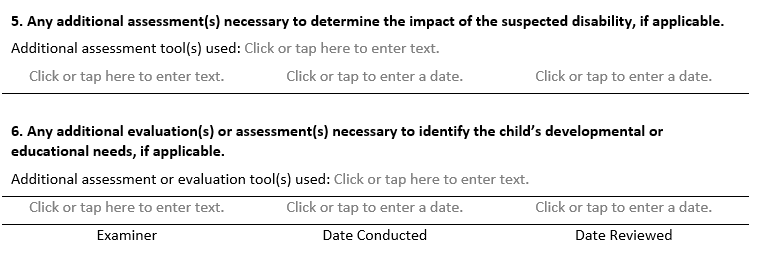 5. Any additional assessment(s) necessary to determine the impact of the suspected disability, if applicable.
Additional assessment tool(s) used: Click or tap here to enter text.
Click or tap here to enter text. Click or tap to enter a date. Click or tap to enter a date.
6. Any additional evaluation(s) or assessment(s) necessary to identify the child’s developmental or
educational needs, if applicable.
Additional assessment or evaluation tool(s) used: Click or tap here to enter text.
Click or tap here to enter text. Click or tap to enter a date. Click or tap to enter a date.
Examiner Date Conducted Date Reviewed